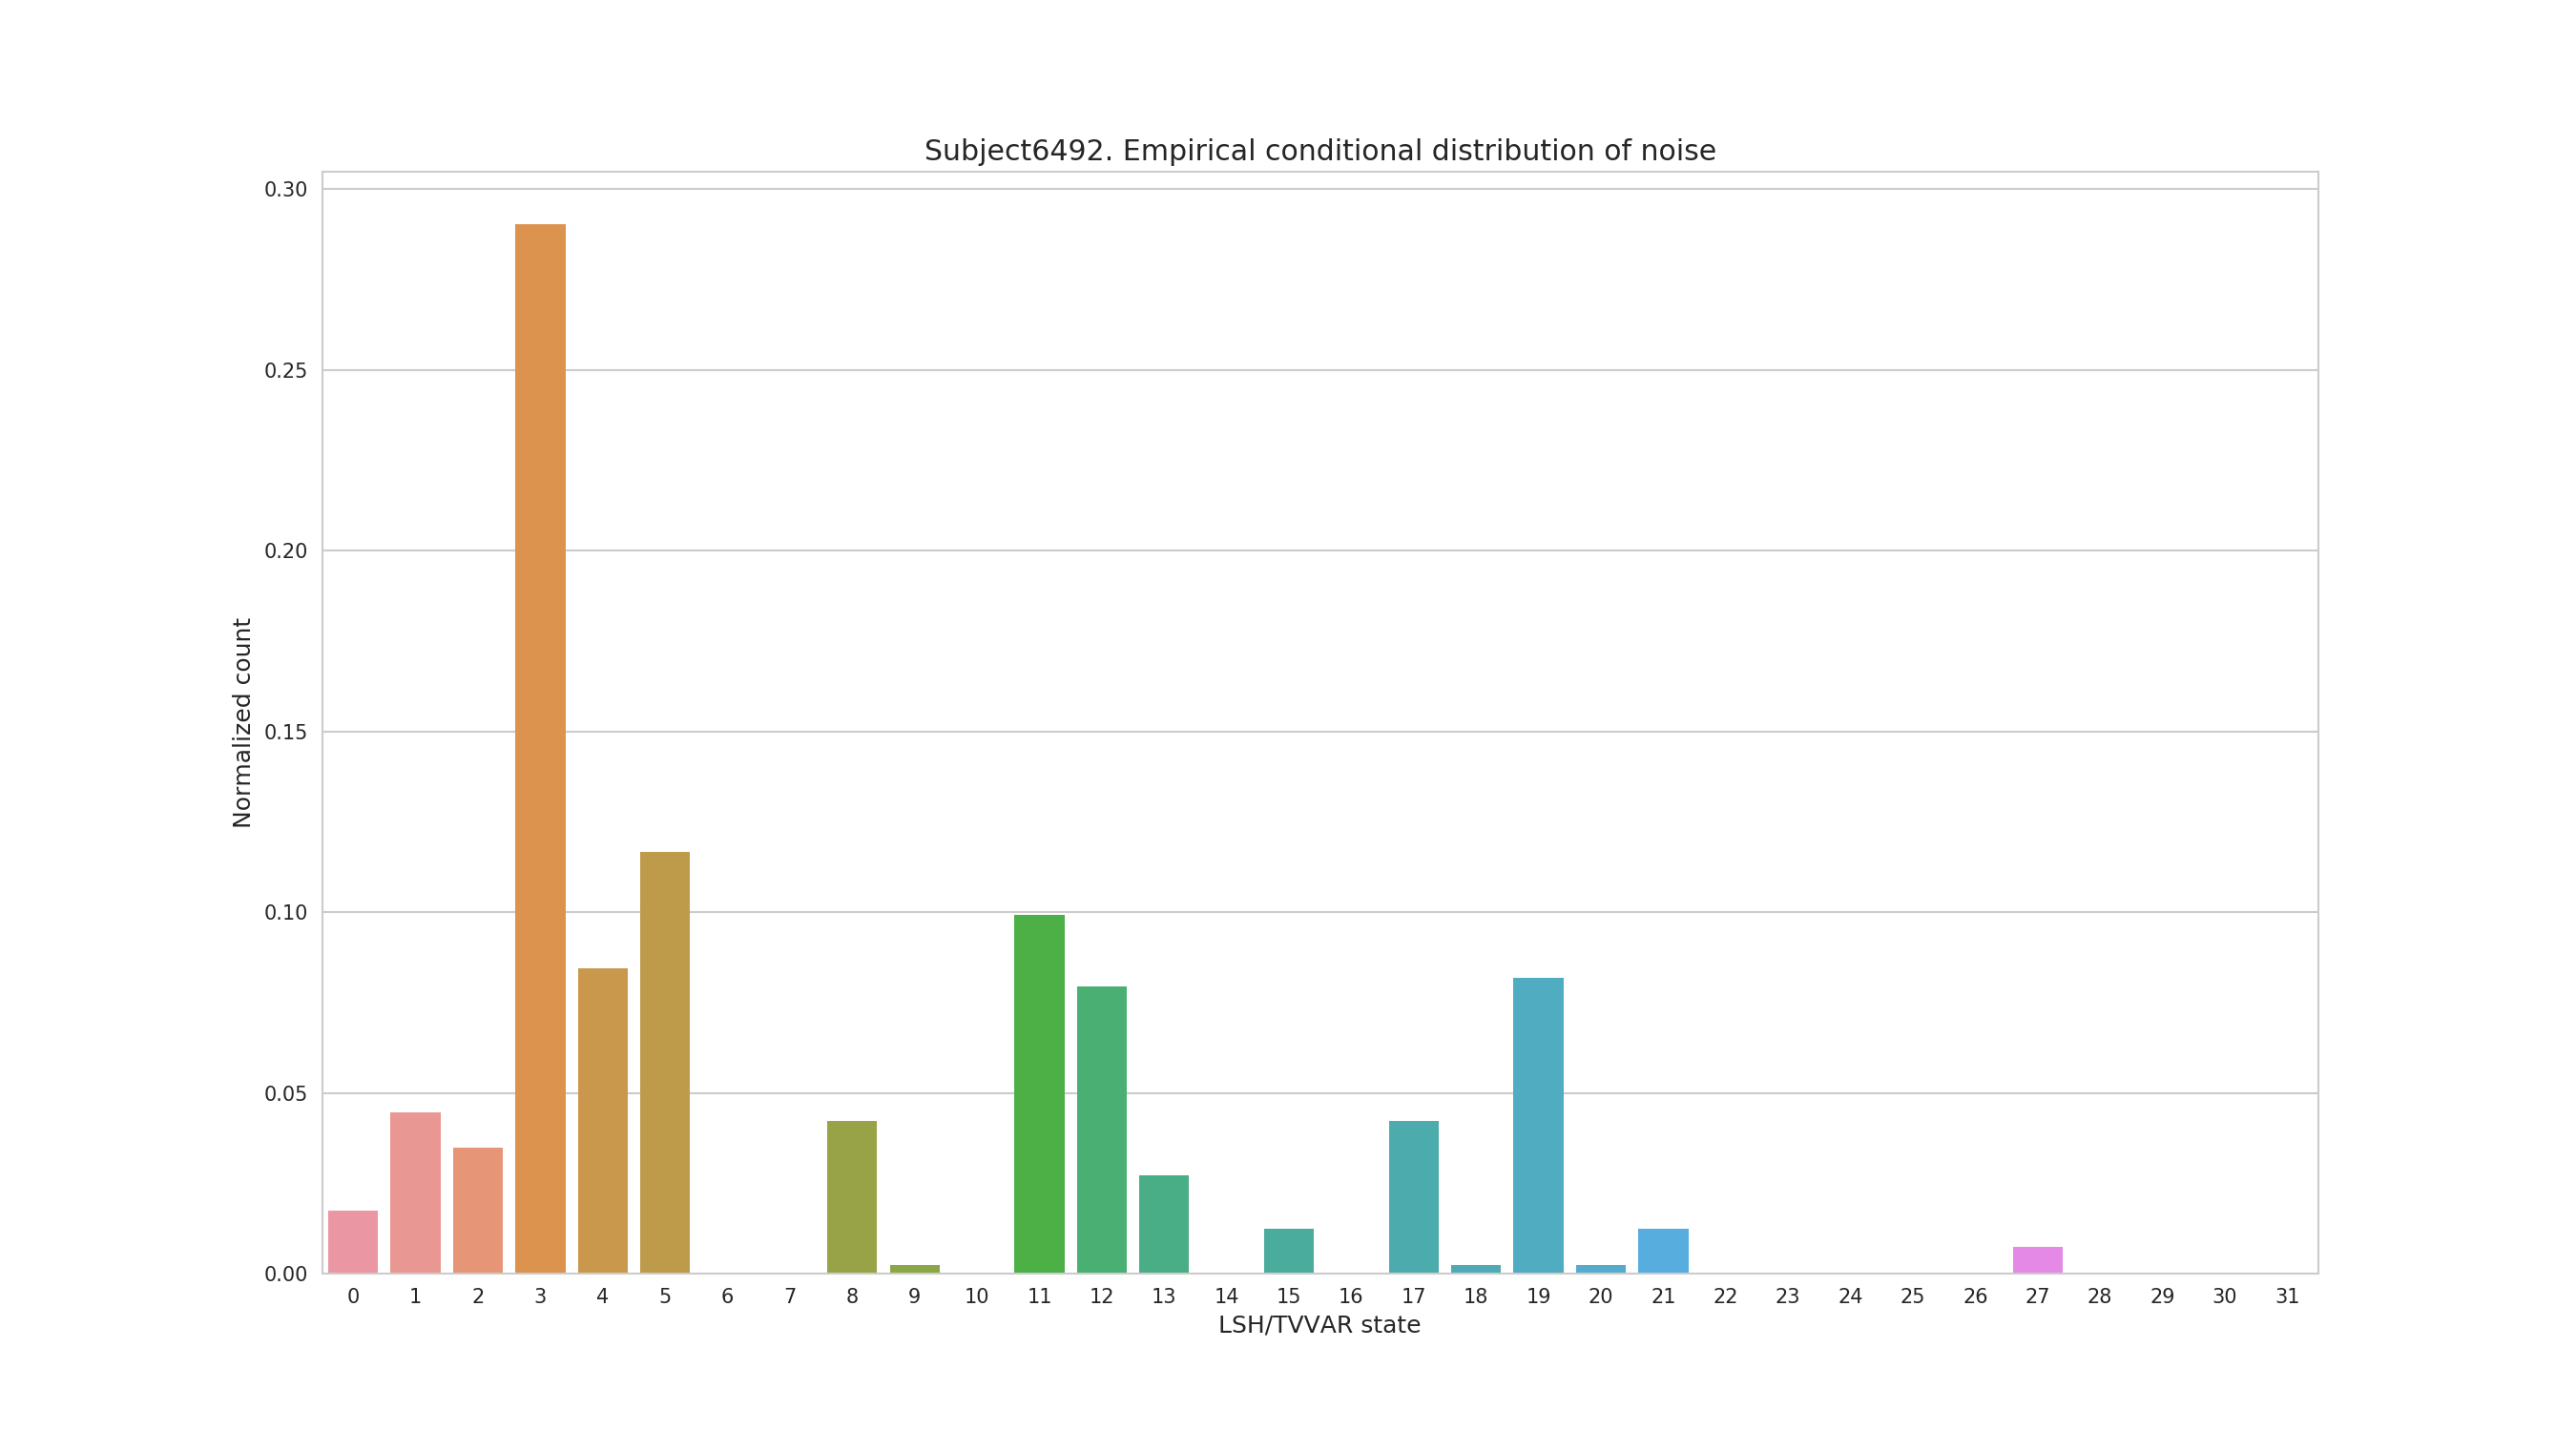 Subject6492. Empirical conditional distribution of noise
0.30
0.25
0.20
0.15
0.10
0.05
0.00
Normalized count
0 1 2 3 4 5 6 7 8 9 10 11 12 13 14 15 16 17 18 19 20 21 22 23 24 25 26 27 28 29 30 31
LSH/TVVAR state